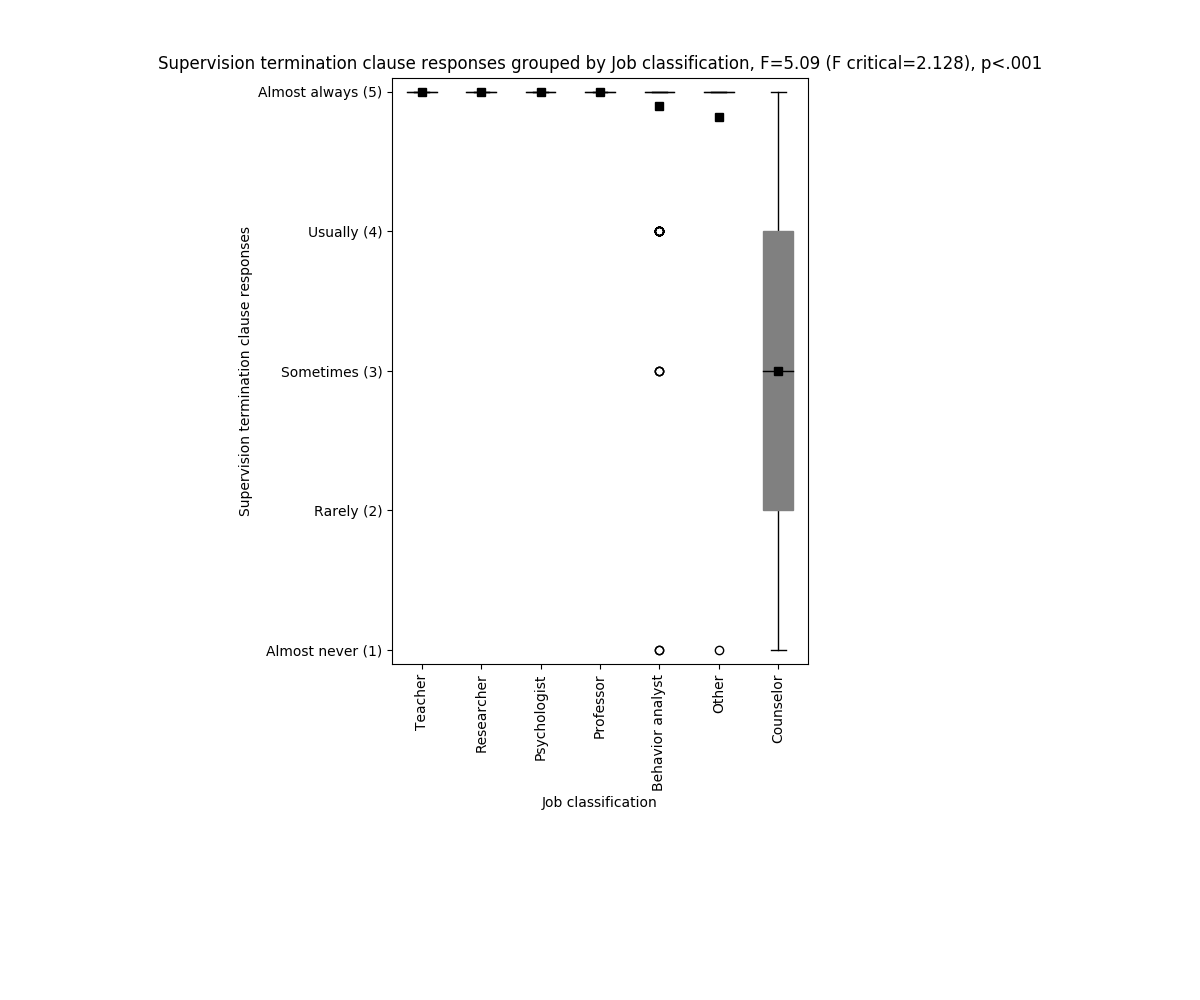 Supervision termination clause responses grouped by Job classification, F=5.09 (F critical=2.128), p<.001
Almost always (5)
Usually (4)
Sometimes (3)
Rarely (2)
Almost never (1)
Supervision termination clause responses
Teacher
Researcher
Psychologist
Professor
Behavior analyst
Other
Counselor
Job classification